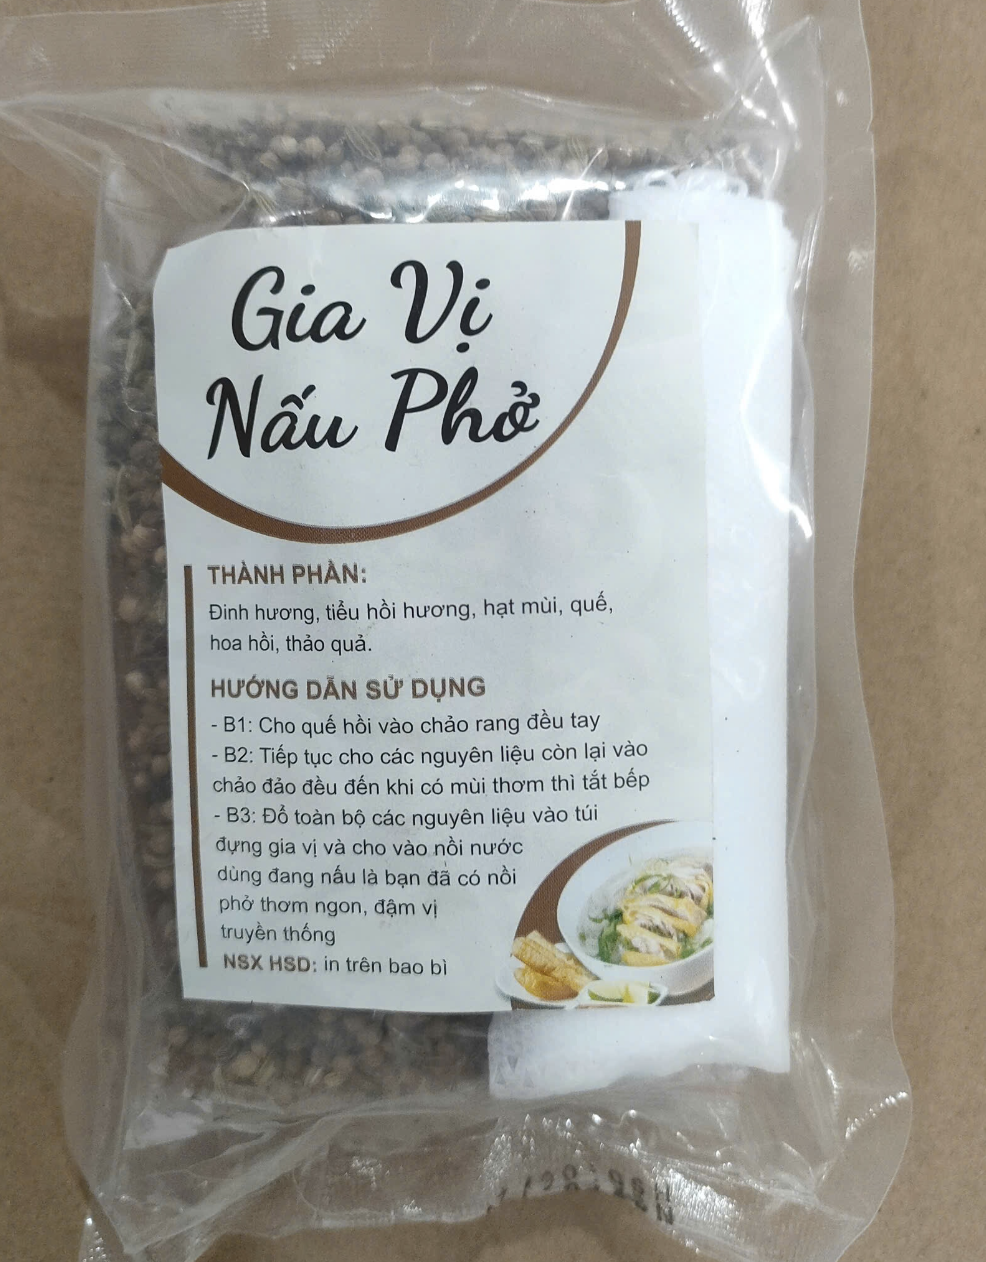 Gia Vị
Nấu Phở
THÀNH PHẦN:
Đinh hương, tiểu hồi hương, hạt mùi, quế,
hoa hồi, thảo quả.
HƯỚNG DẪN SỬ DỤNG
- B1: Cho quế hồi vào chảo rang đều tay
- B2: Tiếp tục cho các nguyên liệu còn lại vào
chảo đảo đều đến khi có mùi thơm thì tắt bếp
- B3: Đổ toàn bộ các nguyên liệu vào túi
đựng gia vị và cho vào nồi nước
dùng đang nấu là bạn đã có nồi
phở thơm ngon, đậm vị
truyền thống
NSX HSD: in trên bao bì